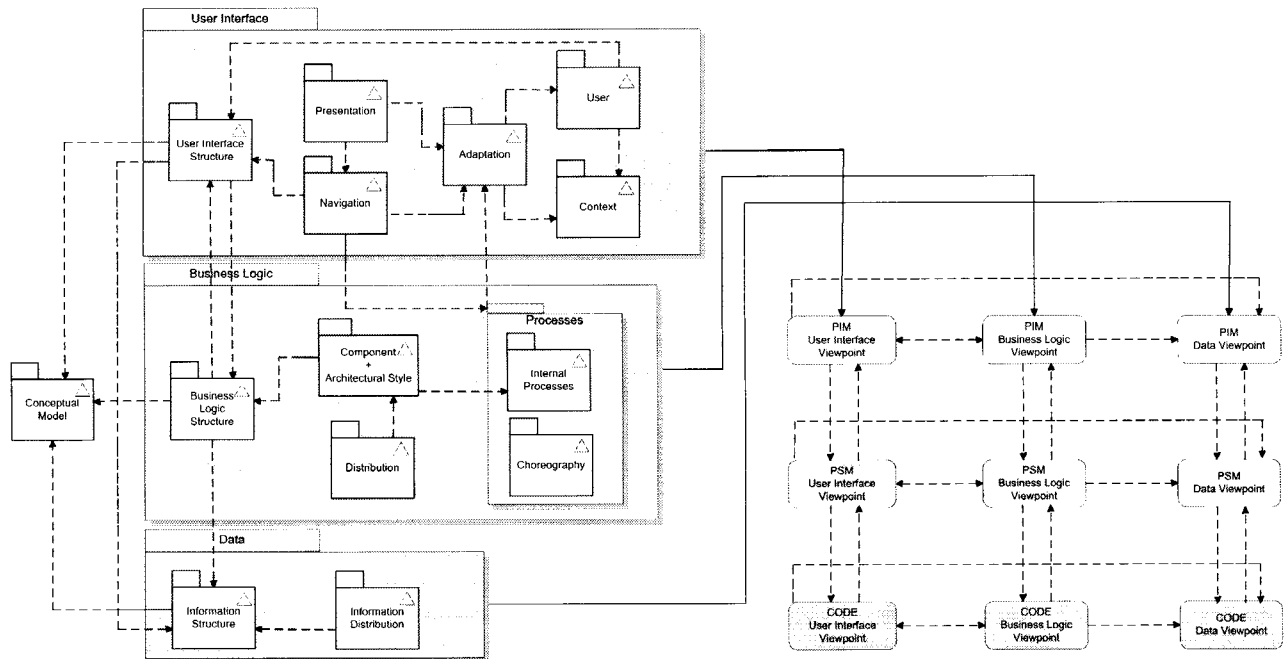 User Interface
User
Presentation
User Interface
Structure
Adaptation
Navigation
Context
Business Logic
Processes
Component
+
Architectural Style
Internal
Processes
Conceptual
Model
Business
Logic
Structure
Distribution
Choreography
Data
Information
Structure
Information
Distribution
PIM
User Interface
Viewpoint
PIM
Business Logic
Viewpoint
PIM
Data Viewpoint
PSM
User Interface
Viewpoint
PSM
Business Logic
Viewpoint
PSM
Data Viewpoint
CODE
User Interface
Viewpoint
CODE
Business Logic
Viewpoint
CODE
Data Viewpoint